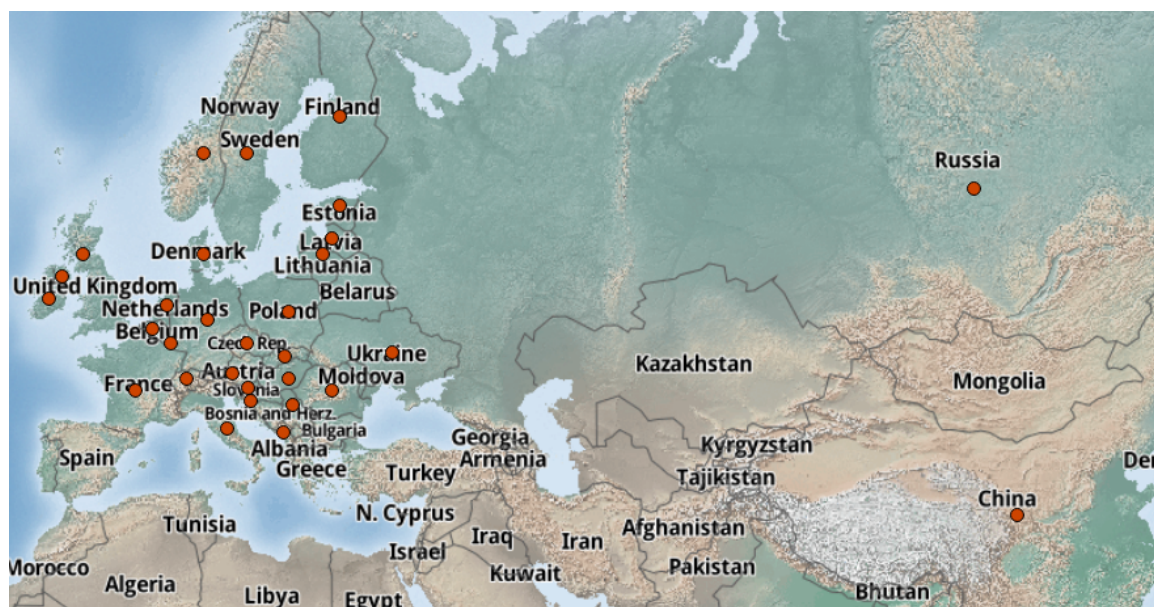 Norway
Finland
Sweden
Russia
Estonia
Latvia
Denmark
Lithuania
United Kingdom
Belarus
Netherlands
Poland
Belgium
Czech Rep.
Ukraine
Kazakhstan
Austria
Moldova
France
Mongolia
Slovenia
Bosnia and Herz.
Bulgaria
Georgia
Albania
Kyrgyzstan
Spain
Armenia
Greece
Turkey
Tajikistan
China
N. Cyprus
Tunisia
Afghanistan
Iraq
Iran
Israel
Morocco
Kuwait
Pakistan
Algeria
Bhutan
Libya
Egypt